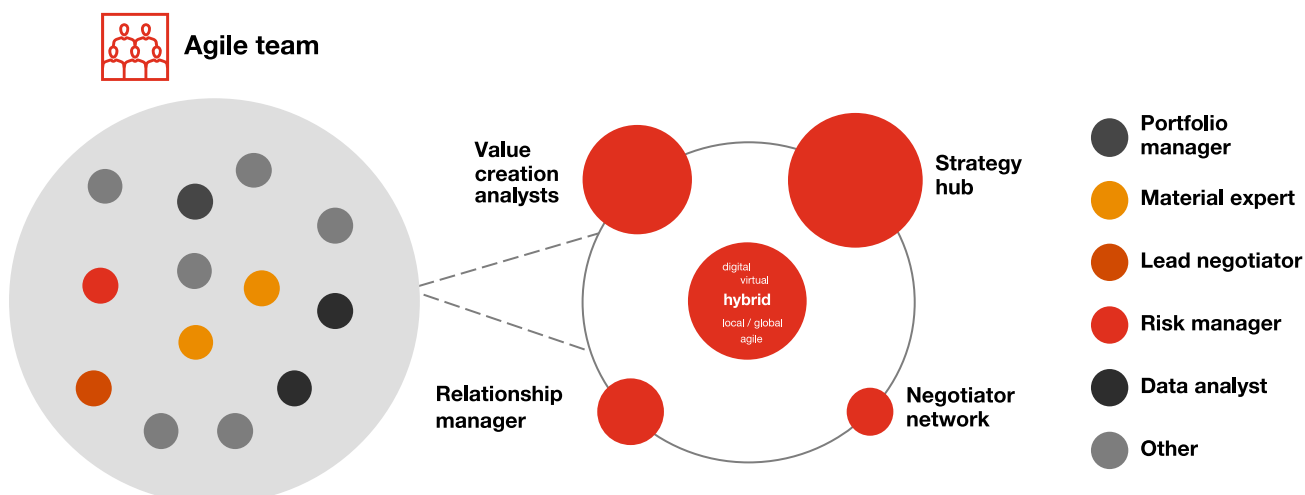 Agile team
Value
creation
analysts
Strategy
hub
digital
virtual
hybrid
local / global
agile
Relationship
manager
Negotiator
network
Portfolio
manager
Material expert
Lead negotiator
Risk manager
Data analyst
Other